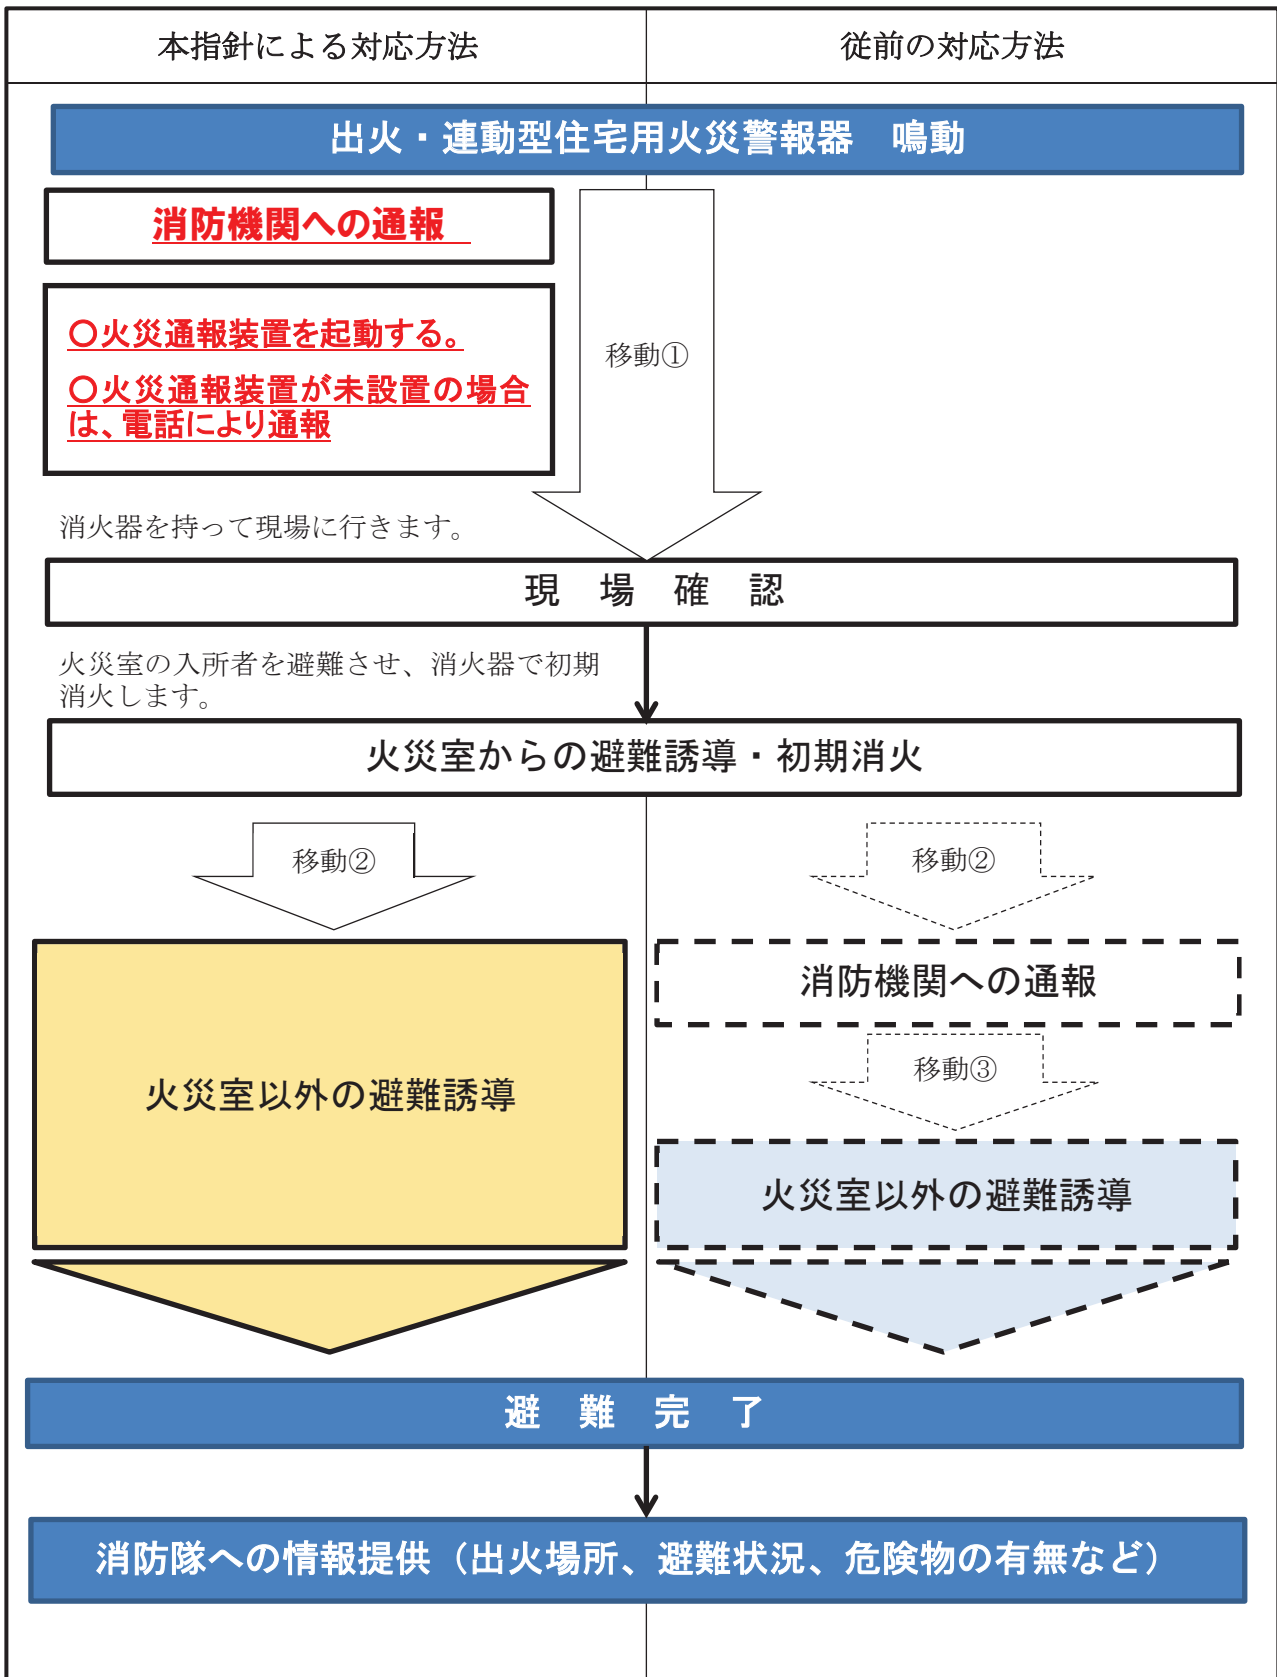 本指針による対応方法
従前の対応方法
出火・連動型住宅用火災警報器　鳴動
消防機関への通報
〇火災通報装置を起動する。
〇火災通報装置が未設置の場合
は、電話により通報
移動①
消火器を持って現場に行きます。
現　場　確　認
火災室の入所者を避難させ、消火器で初期
消火します。
火災室からの避難誘導・初期消火
移動②
火災室以外の避難誘導
移動②
消防機関への通報
移動③
火災室以外の避難誘導
避　難　完　了
消防隊への情報提供（出火場所、避難状況、危険物の有無など）